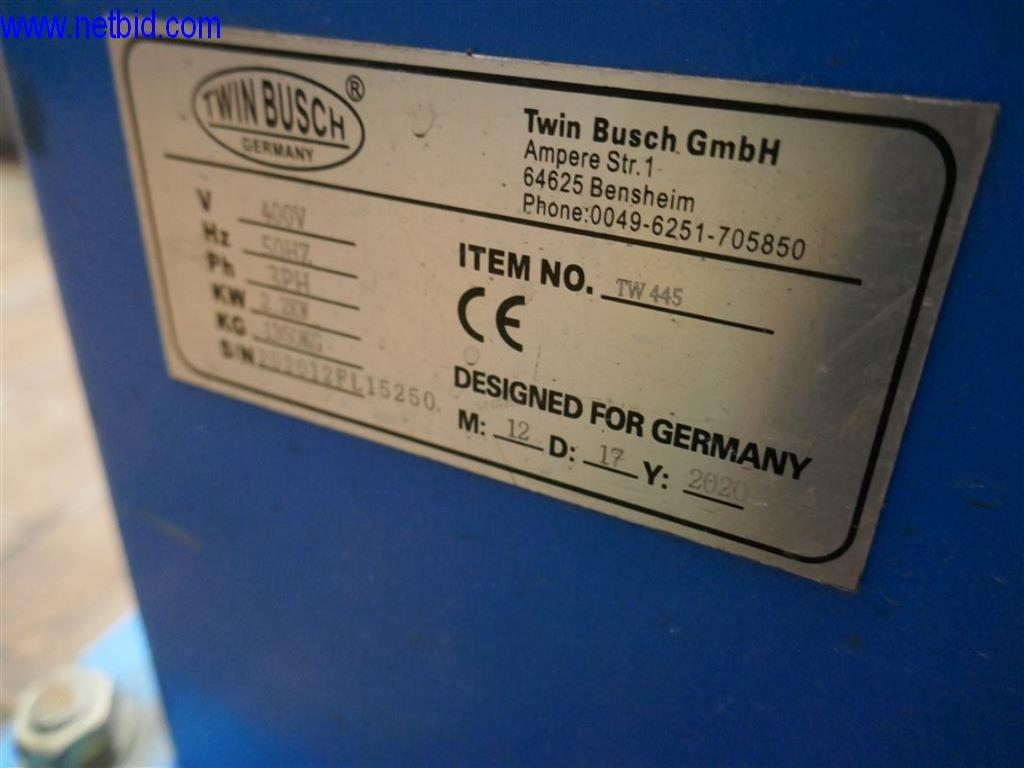 www.netbid.com
TWIN BUSCH ®
GERMANY
Twin Busch GmbH
Ampere Str.1
64625 Bensheim
Phone:0049-6251-705850
V 400V
Hz 50HZ
Ph 3PH
KW 2.2KW
KG 1350KG
S/N 202012PL15250
ITEM NO. TW 445
CE
DESIGNED FOR GERMANY
M: 12 D: 17 Y: 2020